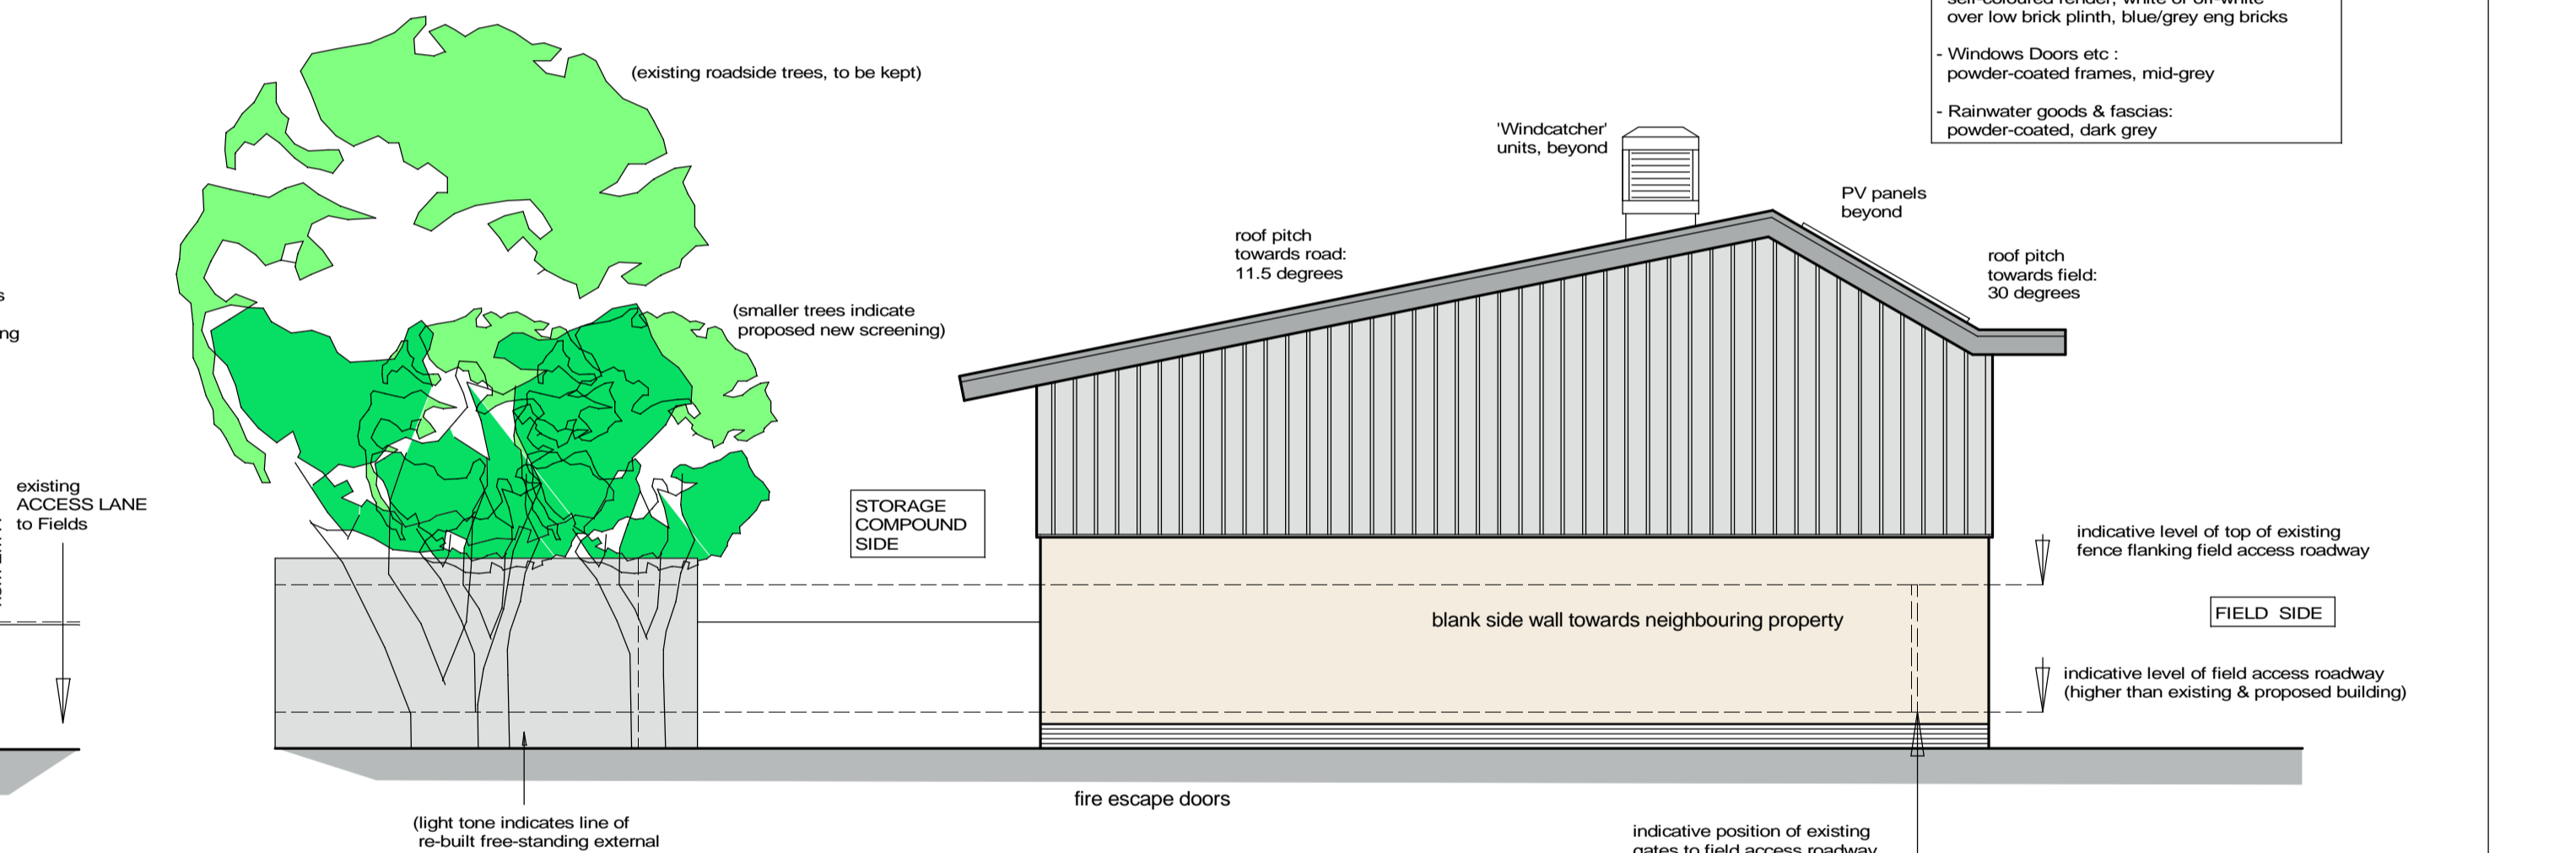 over low brick plinth, blue/grey eng bricks
- Windows Doors etc :
powder-coated frames, mid-grey
- Rainwater goods & fascias:
powder-coated, dark grey
(existing roadside trees, to be kept)
'Windcatcher'
units, beyond
PV panels
beyond
roof pitch
towards road:
11.5 degrees
roof pitch
towards field:
30 degrees
(smaller trees indicate
proposed new screening)
existing
ACCESS LANE
to Fields
STORAGE
COMPOUND
SIDE
indicative level of top of existing
fence flanking field access roadway
blank side wall towards neighbouring property
FIELD SIDE
indicative level of field access roadway
(higher than existing & proposed building)
fire escape doors
(light tone indicates line of
re-built free-standing external
indicative position of existing
gates to field access roadway